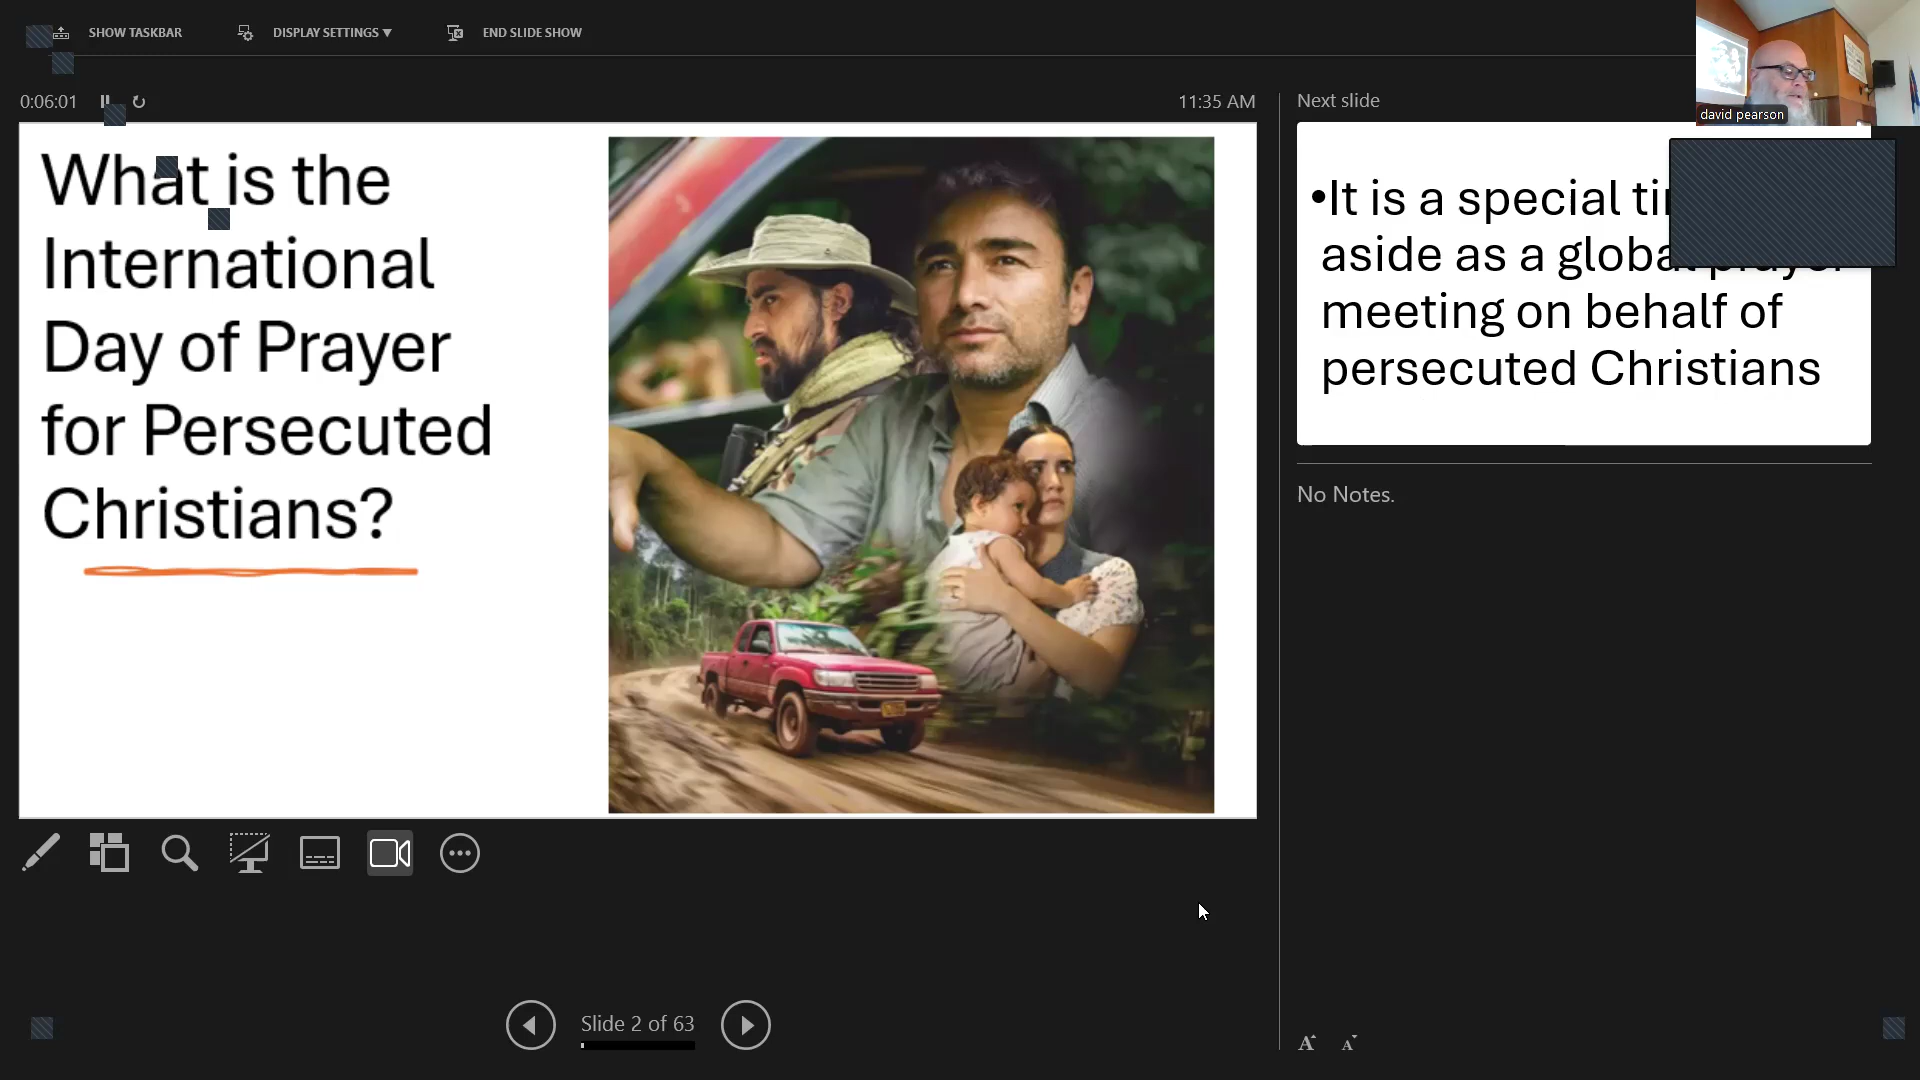 SHOW TASKBAR
DISPLAY SETTINGS ▼
END SLIDE SHOW
0:06:01
11:35 AM
What is the
International
Day of Prayer
for Persecuted
Christians?
Next slide
david pearson
•It is a special
aside as a global prayer
meeting on behalf of
persecuted Christians
No Notes.
Slide 2 of 63
A
A